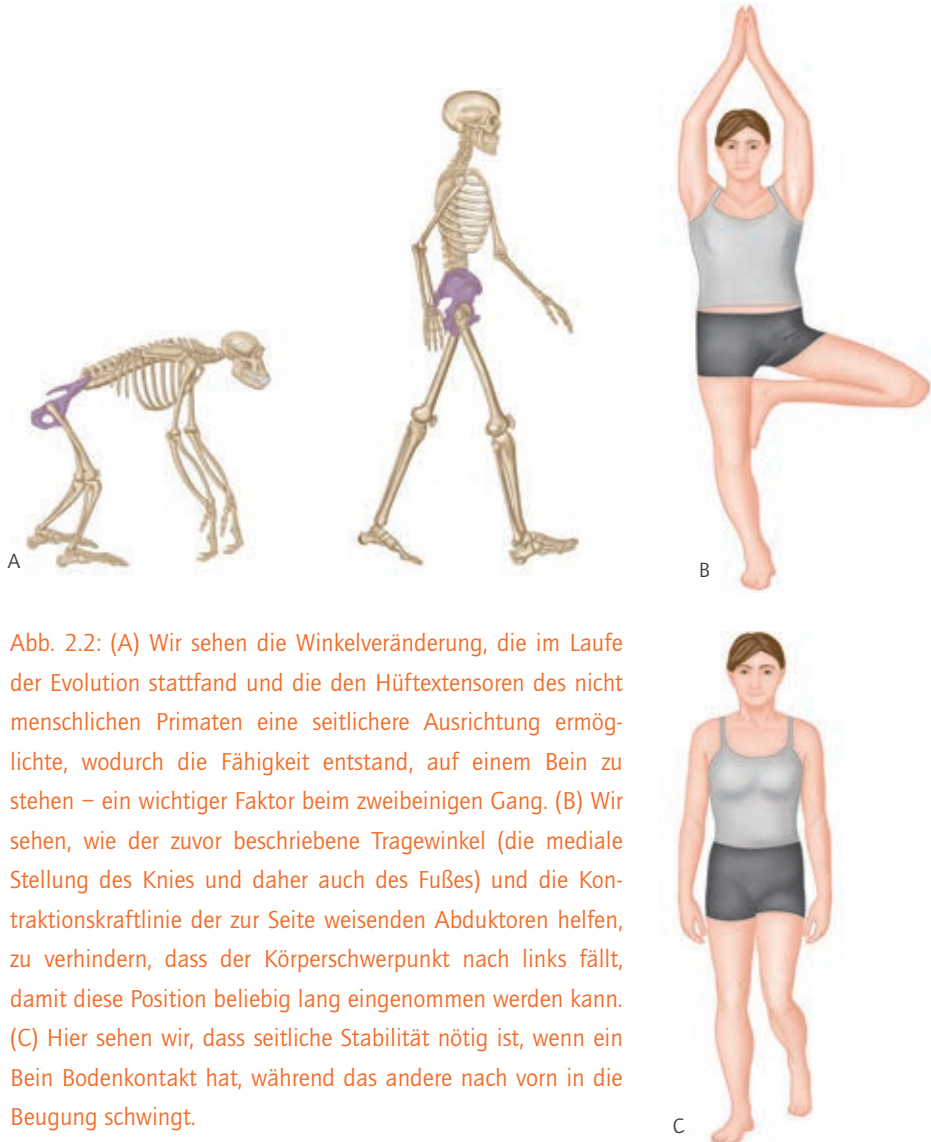 A
B
Abb. 2.2: (A) Wir sehen die Winkelveränderung, die im Laufe
der Evolution stattfand und die den Hüftextensoren des nicht
menschlichen Primaten eine seitlichere Ausrichtung ermög-
lichte, wodurch die Fähigkeit entstand, auf einem Bein zu
stehen – ein wichtiger Faktor beim zweibeinigen Gang. (B) Wir
sehen, wie der zuvor beschriebene Tragewinkel (die mediale
Stellung des Knies und daher auch des Fußes) und die Kon-
traktionskraftlinie der zur Seite weisenden Abduktoren helfen,
zu verhindern, dass der Körperschwerpunkt nach links fällt,
damit diese Position beliebig lang eingenommen werden kann.
(C) Hier sehen wir, dass seitliche Stabilität nötig ist, wenn ein
Bein Bodenkontakt hat, während das andere nach vorn in die
Beugung schwingt.
C